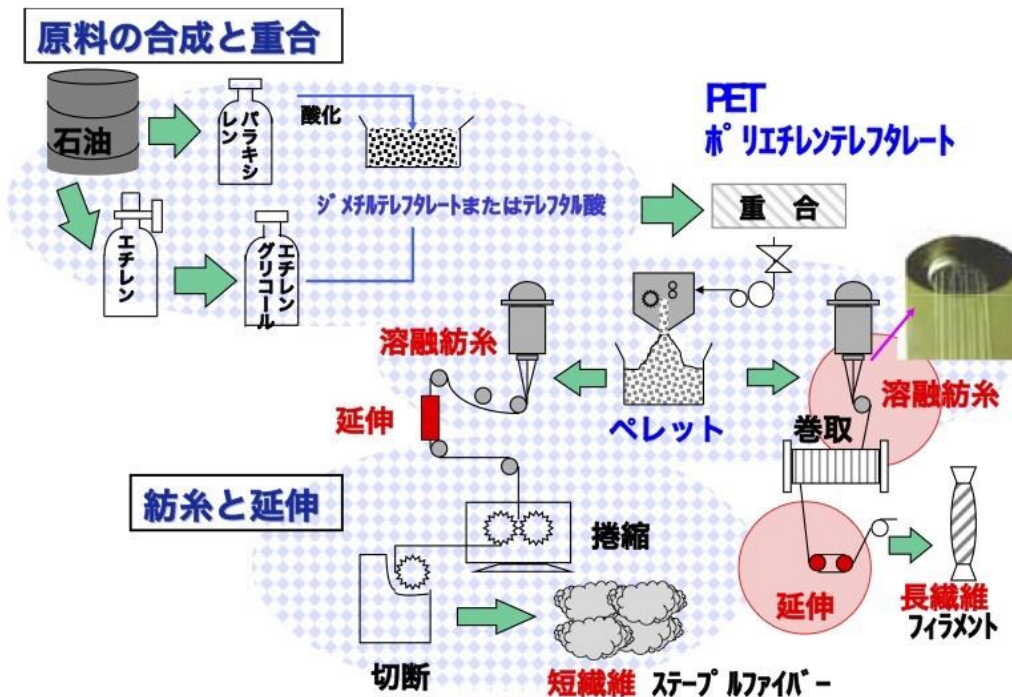 原料の合成と重合
石油
パラキシ
レン
酸化
PET
ポリエチレンテレフタレート
ジメチルテレフタレートまたはテレフタル酸
重 合
エチレン
エチレン
グリコール
溶融紡糸
延伸
ペレット
溶融紡糸
巻取
紡糸と延伸
捲縮
切断
短繊維 ステープルファイバー
延伸
長繊維
フィラメント